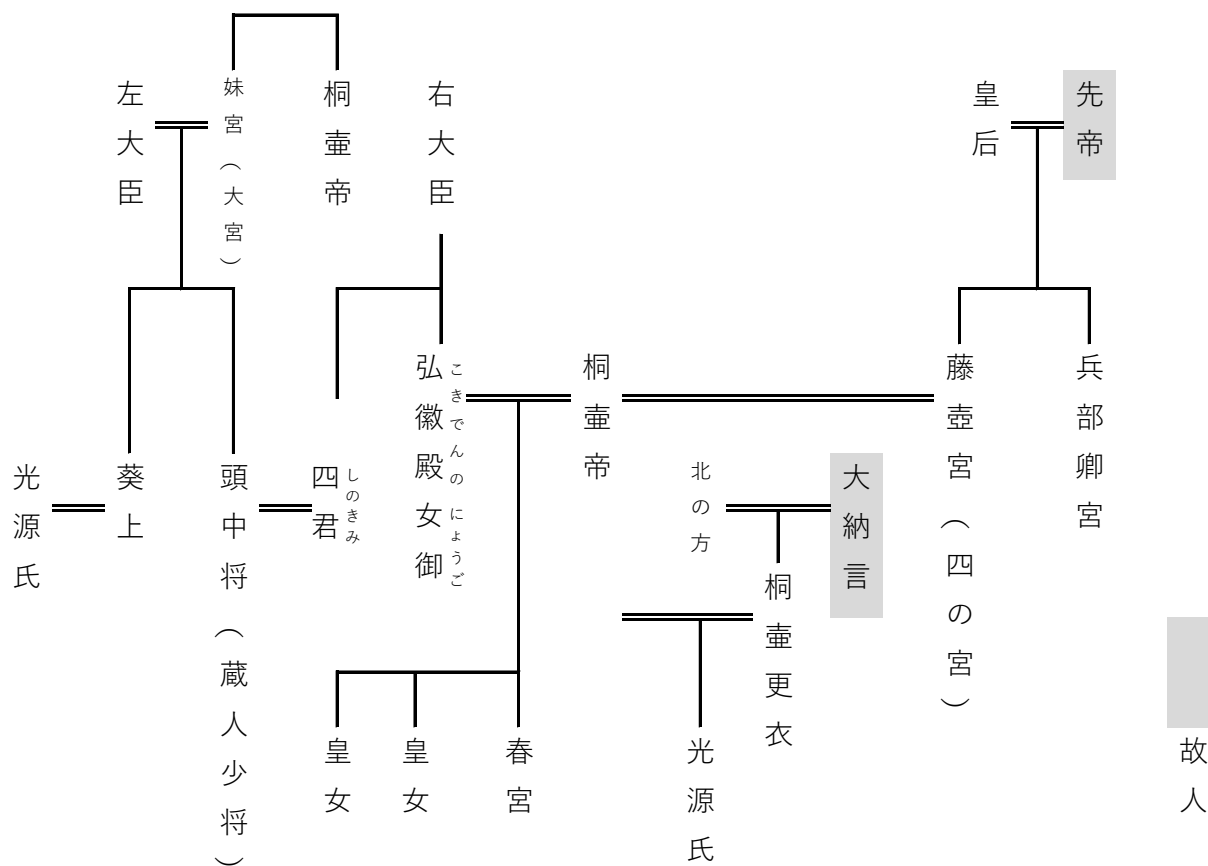 先帝
皇后
右大臣
桐壷帝
妹宮（大宮）
左大臣
兵部卿宮
藤壺宮（四の宮）
桐壷帝
弘徽殿女御
こきでんの にょうご
大納言
北の方
四君
しのきみ
頭中将（蔵人少将）
葵上
光源氏
桐壷更衣
光源氏
春宮
皇女
皇女
故人